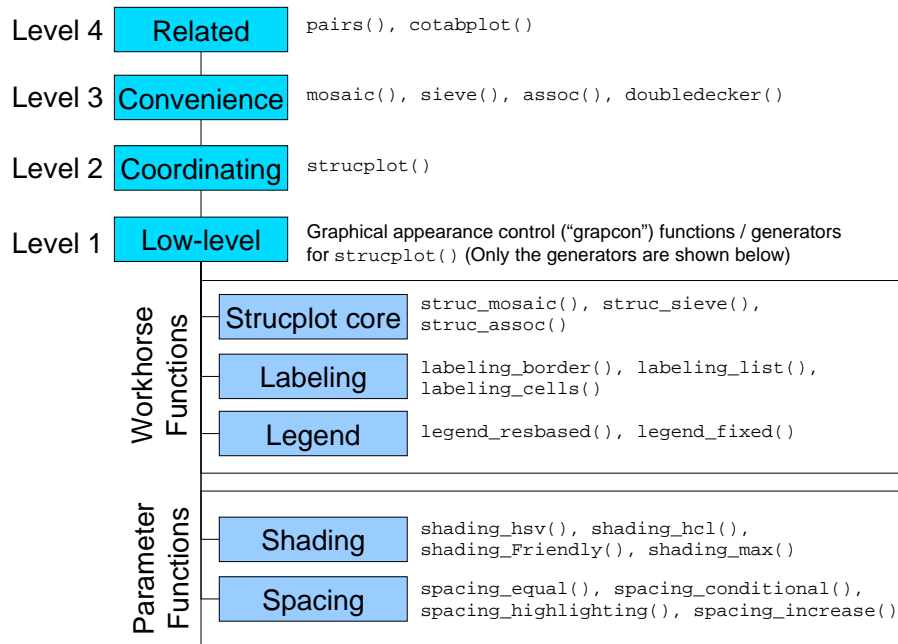 Level 4 Related pairs(), cotabplot()
Level 3 Convenience mosaic(), sieve(), assoc(), doubledecker()
Level 2 Coordinating strucplot()
Level 1 Low-level
Graphical appearance control (“grapcon”) functions / generators
for strucplot() (Only the generators are shown below)
Workhorse
Functions
Strucplot core
struc_mosaic(), struc_sieve(),
struc_assoc()
Labeling
labeling_border(), labeling_list(),
labeling_cells()
Legend
legend_resbased(), legend_fixed()
Parameter
Functions
Shading
shading_hsv(), shading_hcl(),
shading_Friendly(), shading_max()
Spacing
spacing_equal(), spacing_conditional(),
spacing_highlighting(), spacing_increase()